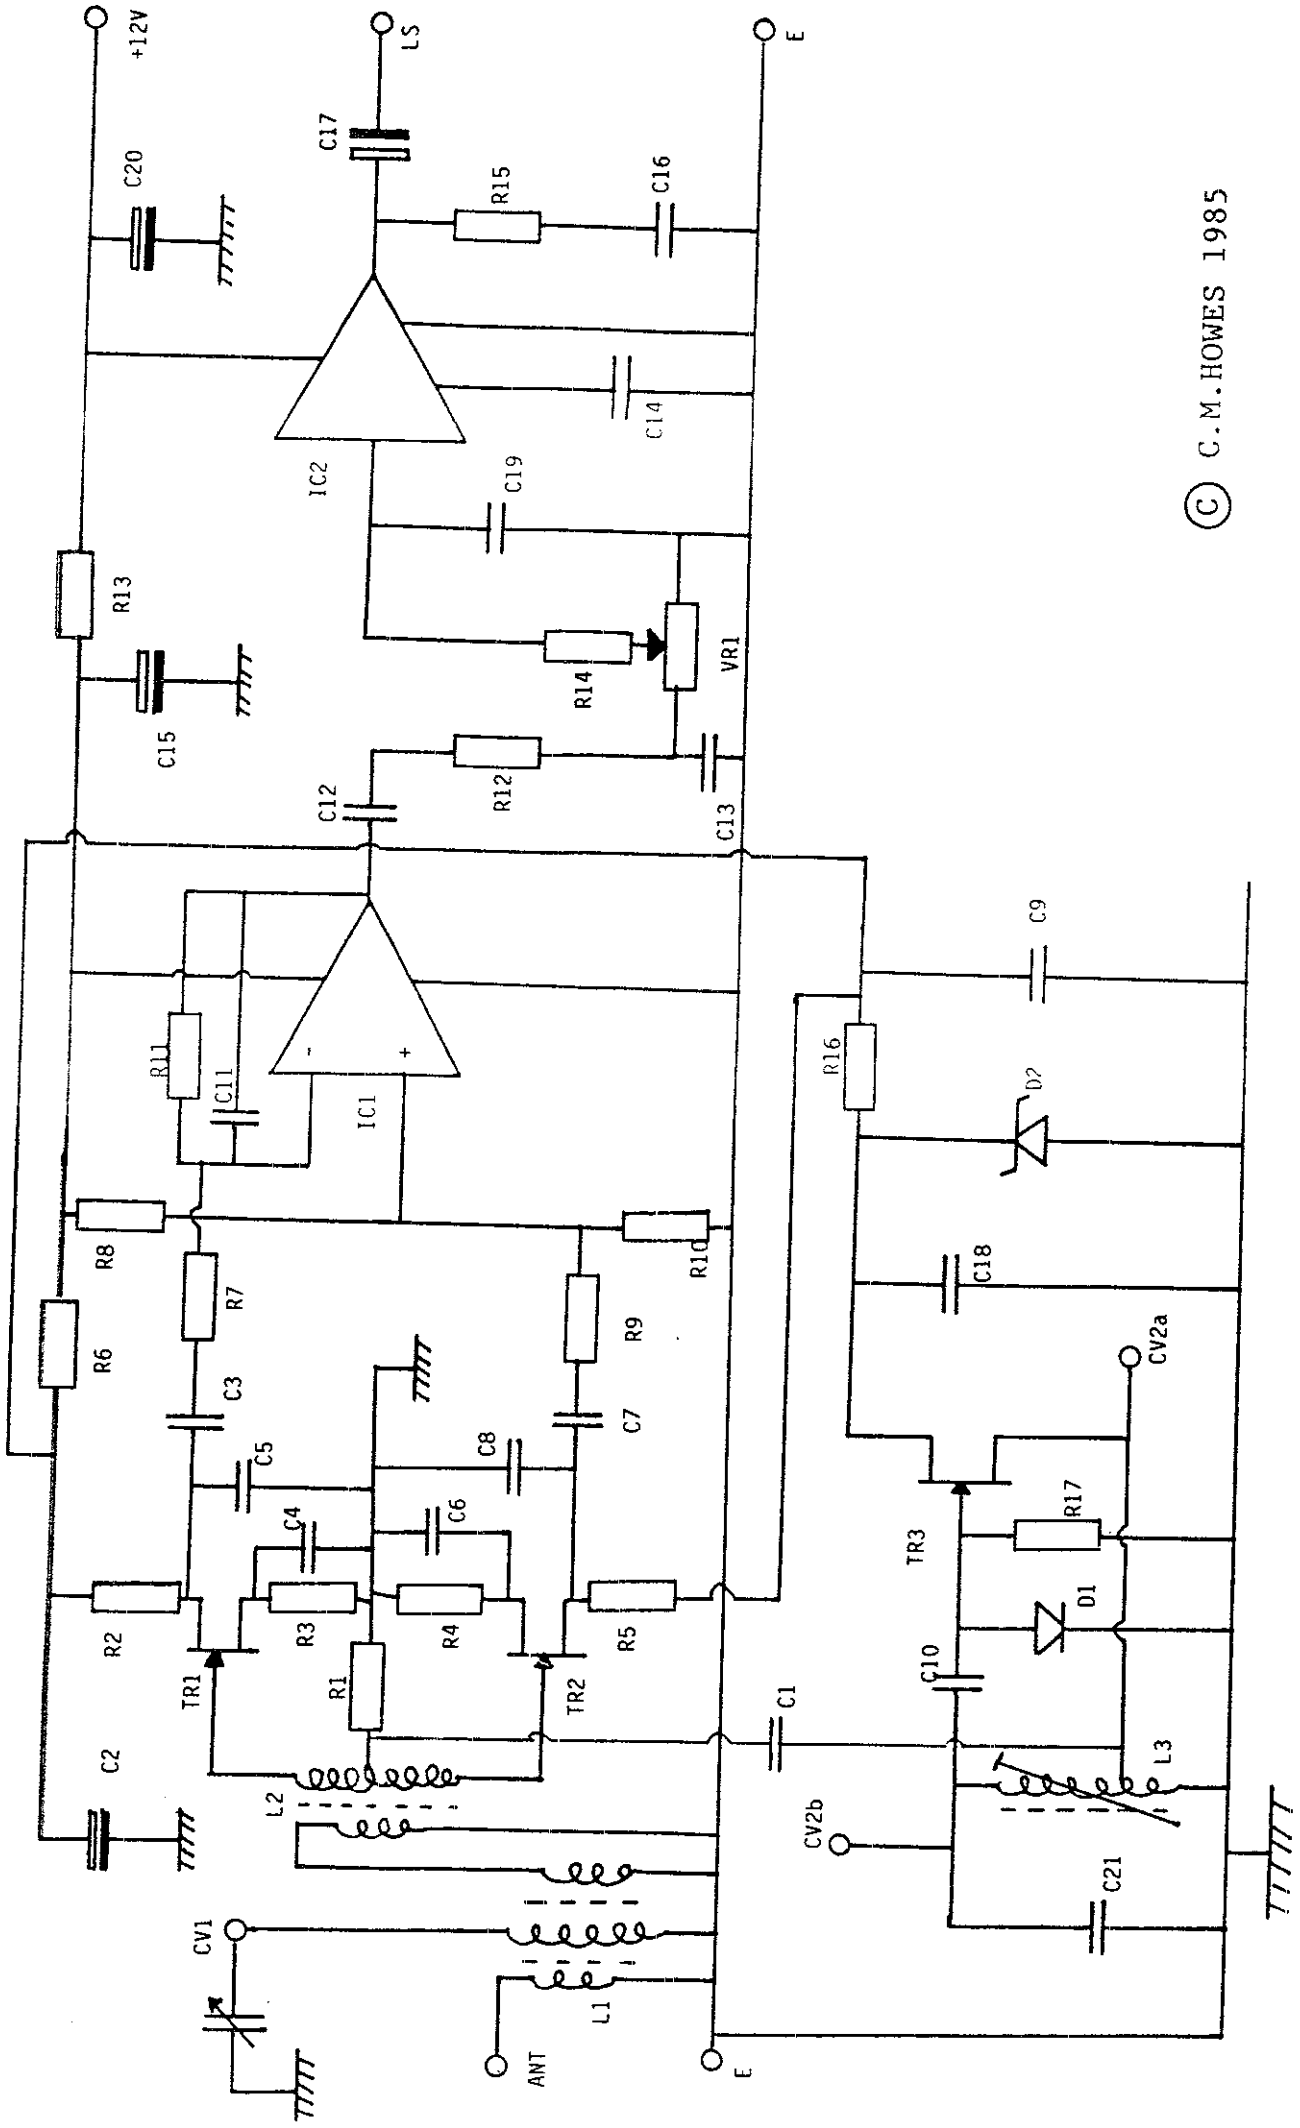 +12V
C20
C17
LS
R15
C16
E
IC2
C14
C19
R13
C15
R14
VR1
C12
R12
C13
R11
C11
-
+
IC1
R8
R6
R7
C3
C5
R10
R9
C7
C8
C4
C6
R2
R3
R4
R5
TR1
R1
TR2
C2
L2
C1
CV1
L1
ANT
E
R16
D2
C9
C18
CV2a
TR3
R17
D1
C10
L3
CV2b
C21
© C.M.HOWES 1985